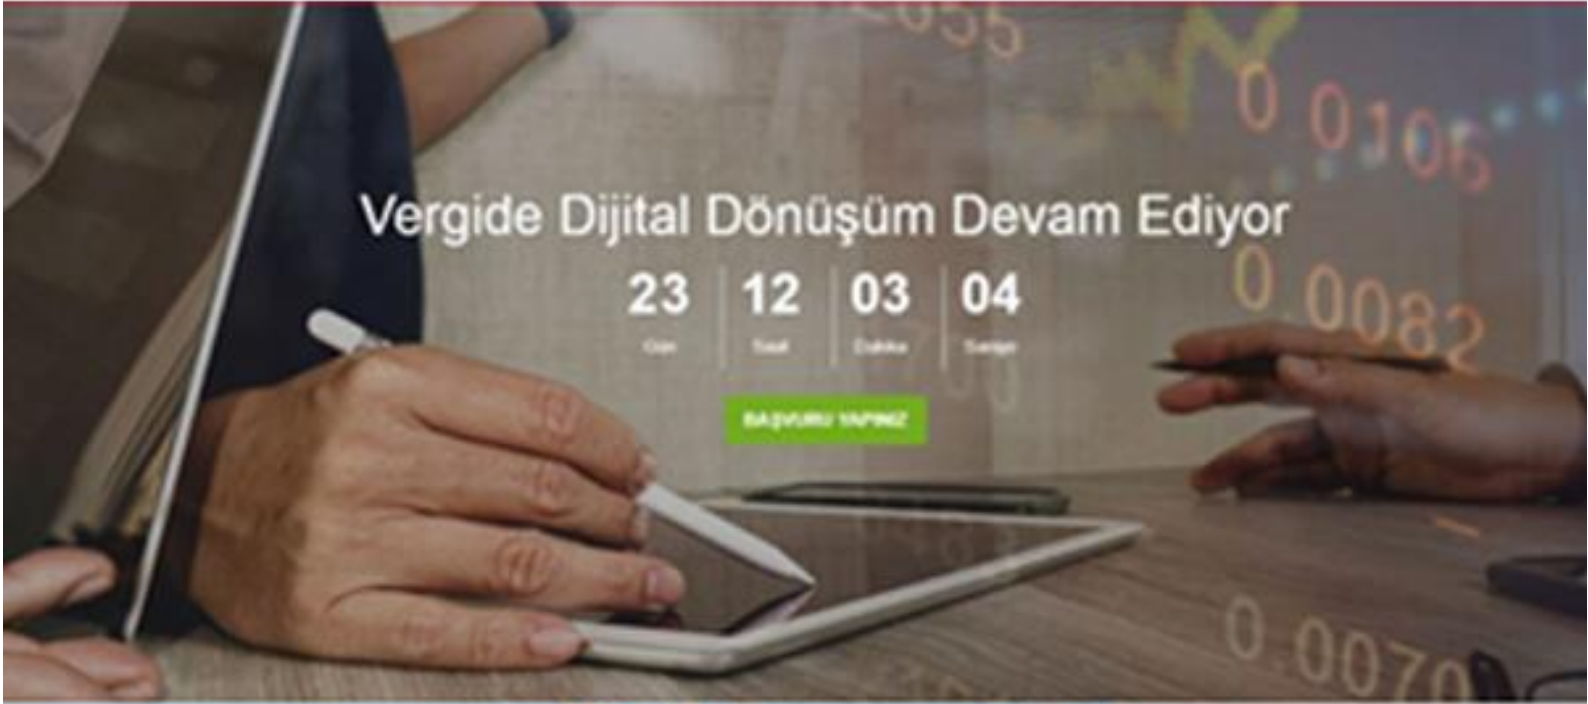 2655
0 0106
Vergide Dijital Dönüşüm Devam Ediyor
0.0082
23 12 03 04
Gün Saat Dakika Saniye
BAŞVURU YAPINIZ
0.0070